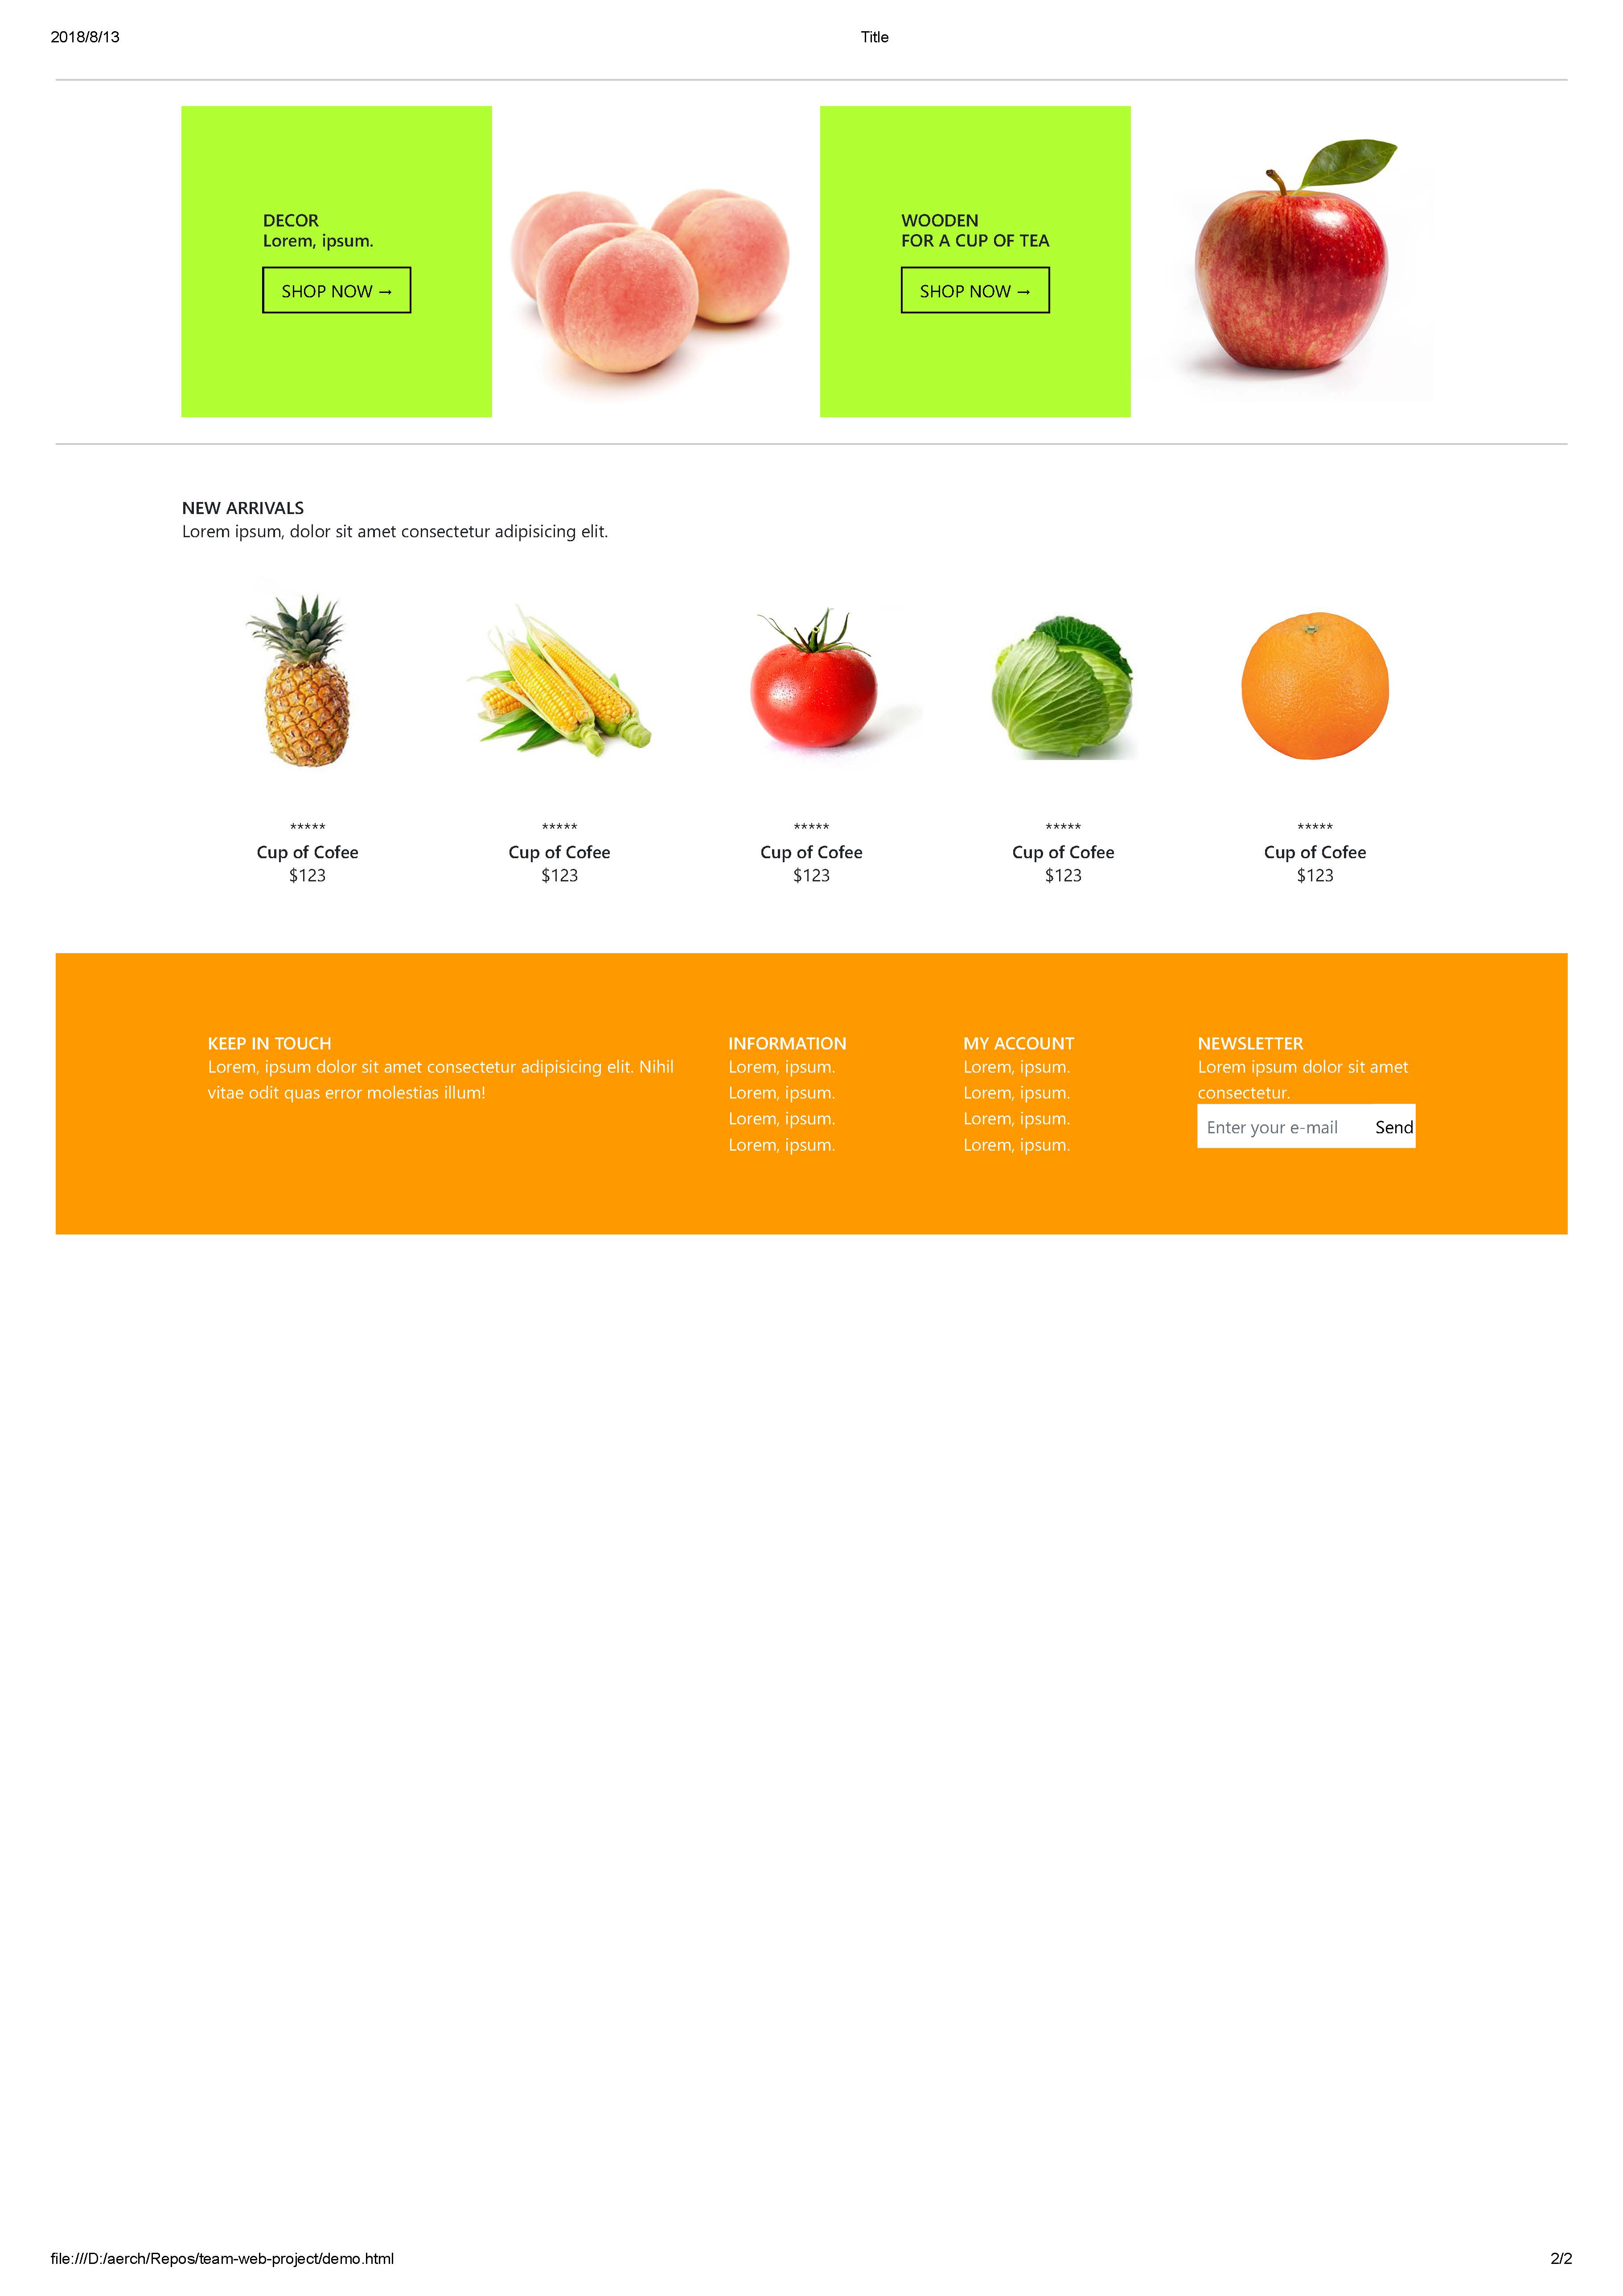 2018/8/13 Title
DECOR
Lorem, ipsum.
SHOP NOW →
WOODEN
FOR A CUP OF TEA
SHOP NOW →
NEW ARRIVALS
Lorem ipsum, dolor sit amet consectetur adipisicing elit.
*****
Cup of Cofee
$123
*****
Cup of Cofee
$123
*****
Cup of Cofee
$123
*****
Cup of Cofee
$123
*****
Cup of Cofee
$123
KEEP IN TOUCH
Lorem, ipsum dolor sit amet consectetur adipisicing elit. Nihil
vitae odit quas error molestias illum!
INFORMATION
Lorem, ipsum.
Lorem, ipsum.
Lorem, ipsum.
Lorem, ipsum.
MY ACCOUNT
Lorem, ipsum.
Lorem, ipsum.
Lorem, ipsum.
Lorem, ipsum.
NEWSLETTER
Lorem ipsum dolor sit amet
consectetur.
Enter your e-mail Send
file:///D:/aerch/Repos/team-web-project/demo.html 2/2